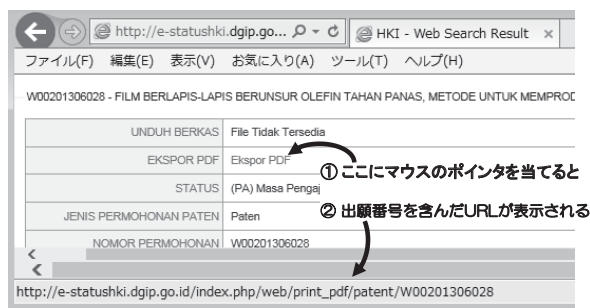 http://e-statushki.dgip.go...
HKI - Web Search Result
ファイル(F) 編集(E) 表示(V) お気に入り(A) ツール(T) ヘルプ(H)
W00201306028 - FILM BERLAPIS-LAPIS BERUNSUR OLEFIN TAHAN PANAS, METODE UNTUK MEMPROD
UNDUH BERKAS File Tidak Tersedia
EKSPOR PDF Ekspor PDF
①ここにマウスのポインタを当てると
STATUS (PA) Masa Pengaj
JENIS PERMOHONAN PATEN Paten
② 出願番号を含んだURLが表示される
NOMOR PERMOHONAN W00201306028
http://e-statushki.dgip.go.id/index.php/web/print_pdf/patent/W00201306028